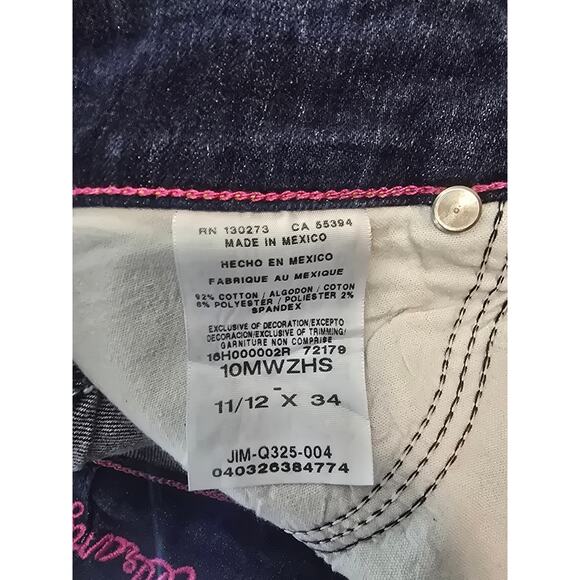 RN 130273 CA 55394
MADE IN MEXICO
HECHO EN MEXICO
FABRIQUE AU MEXIQUE
92% COTTON / ALGODON / COTON
6% POLYESTER / POLIESTER 2%
SPANDEX
EXCLUSIVE OF DECORATION/EXCEPTO
DECORACION/EXCLUSIVE OF TRIMMING/
GARNITURE NON COMPRISE
16H000002R 72179
10MWZHS
-
11/12 X 34
JIM-Q325-004
040326384774